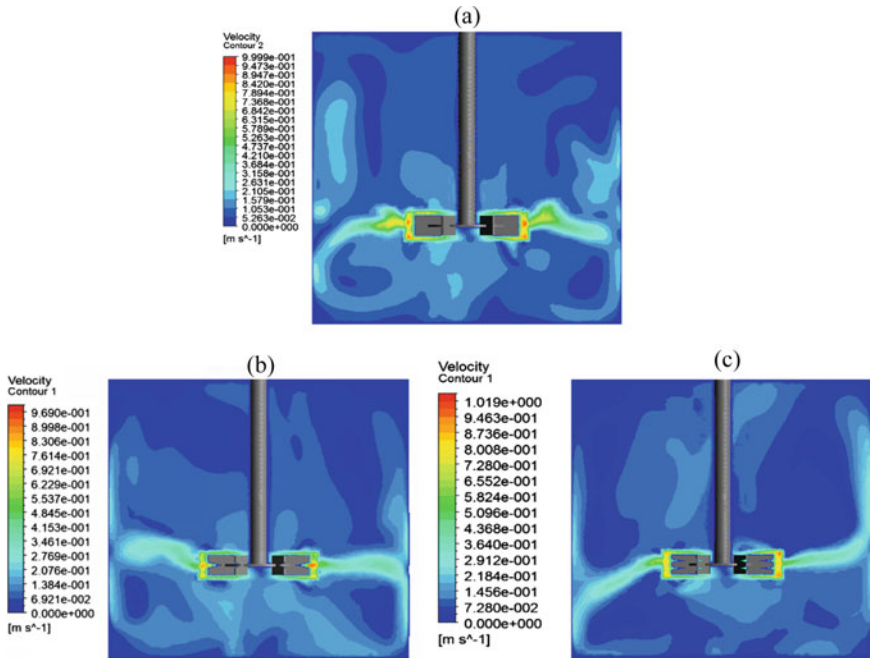 (a)
Velocity
Contour 2
9.999e-001
9.473e-001
8.947e-001
8.420e-001
7.894e-001
7.368e-001
6.842e-001
6.315e-001
5.789e-001
5.263e-001
4.737e-001
4.210e-001
3.684e-001
3.158e-001
2.631e-001
2.105e-001
1.579e-001
1.053e-001
5.263e-002
0.000e+000
[m s^-1]
(b)
Velocity
Contour 1
9.690e-001
8.998e-001
8.306e-001
7.614e-001
6.921e-001
6.229e-001
5.537e-001
4.845e-001
4.153e-001
3.461e-001
2.769e-001
2.076e-001
1.384e-001
6.921e-002
0.000e+000
[m s^-1]
(c)
Velocity
Contour 1
1.019e+000
9.463e-001
8.736e-001
8.008e-001
7.280e-001
6.552e-001
5.824e-001
5.096e-001
4.368e-001
3.640e-001
2.912e-001
2.184e-001
1.456e-001
7.280e-002
0.000e+000
[m s^-1]